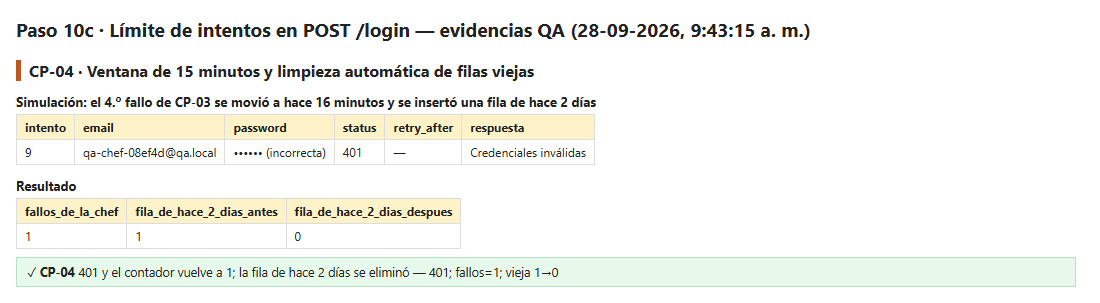 Paso 10c · Límite de intentos en POST /login — evidencias QA (28-09-2026, 9:43:15 a. m.)
CP-04 · Ventana de 15 minutos y limpieza automática de filas viejas
Simulación: el 4.º fallo de CP-03 se movió a hace 16 minutos y se insertó una fila de hace 2 días
intento email password status retry_after respuesta
9 qa-chef-08ef4d@qa.local •••••• (incorrecta) 401 — Credenciales inválidas
Resultado
fallos_de_la_chef fila_de_hace_2_dias_antes fila_de_hace_2_dias_despues
1 1 0
✓ CP-04 401 y el contador vuelve a 1; la fila de hace 2 días se eliminó — 401; fallos=1; vieja 1→0